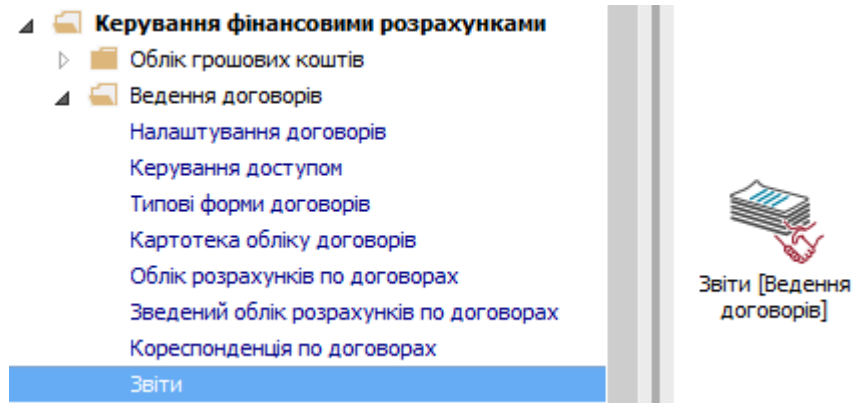 Керування фінансовими розрахунками
Облік грошових коштів
Ведення договорів
Налаштування договорів
Керування доступом
Типові форми договорів
Картотека обліку договорів
Облік розрахунків по договорах
Зведений облік розрахунків по договорах
Кореспонденція по договорах
Звіти
Звіти [Ведення
договорів]